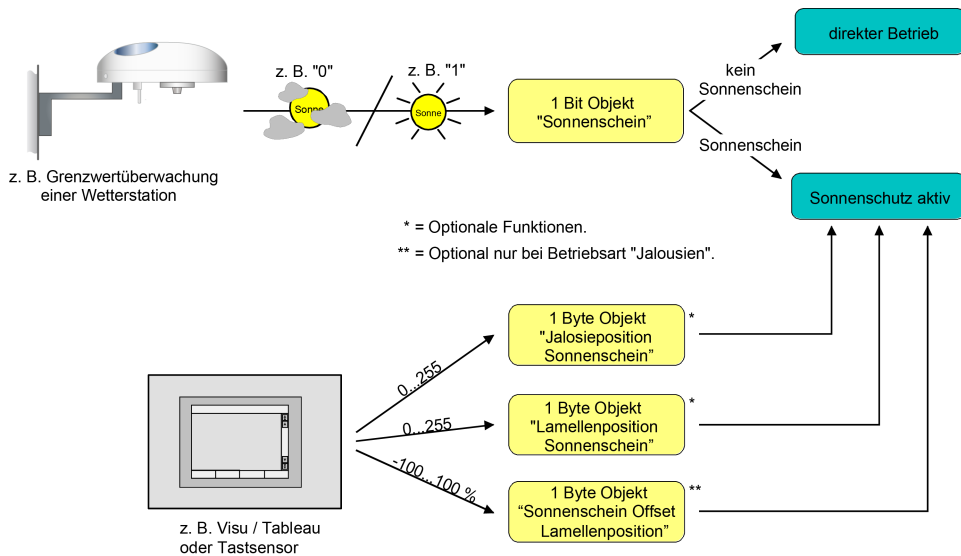 direkter Betrieb
z. B. "0"
z. B. "1"
kein
Sonnenschein
Sonne
Sonne
1 Bit Objekt
"Sonnenschein”
Sonnenschein
z. B. Grenzwertüberwachung
einer Wetterstation
Sonnenschutz aktiv
* = Optionale Funktionen.
** = Optional nur bei Betriebsart "Jalousien".
1 Byte Objekt
"Jalosieposition
Sonnenschein”
*
0...255
1 Byte Objekt
"Lamellenposition
Sonnenschein”
*
0...255
-100...100 %
1 Byte Objekt
“Sonnenschein Offset
Lamellenposition”
**
z. B. Visu / Tableau
oder Tastsensor